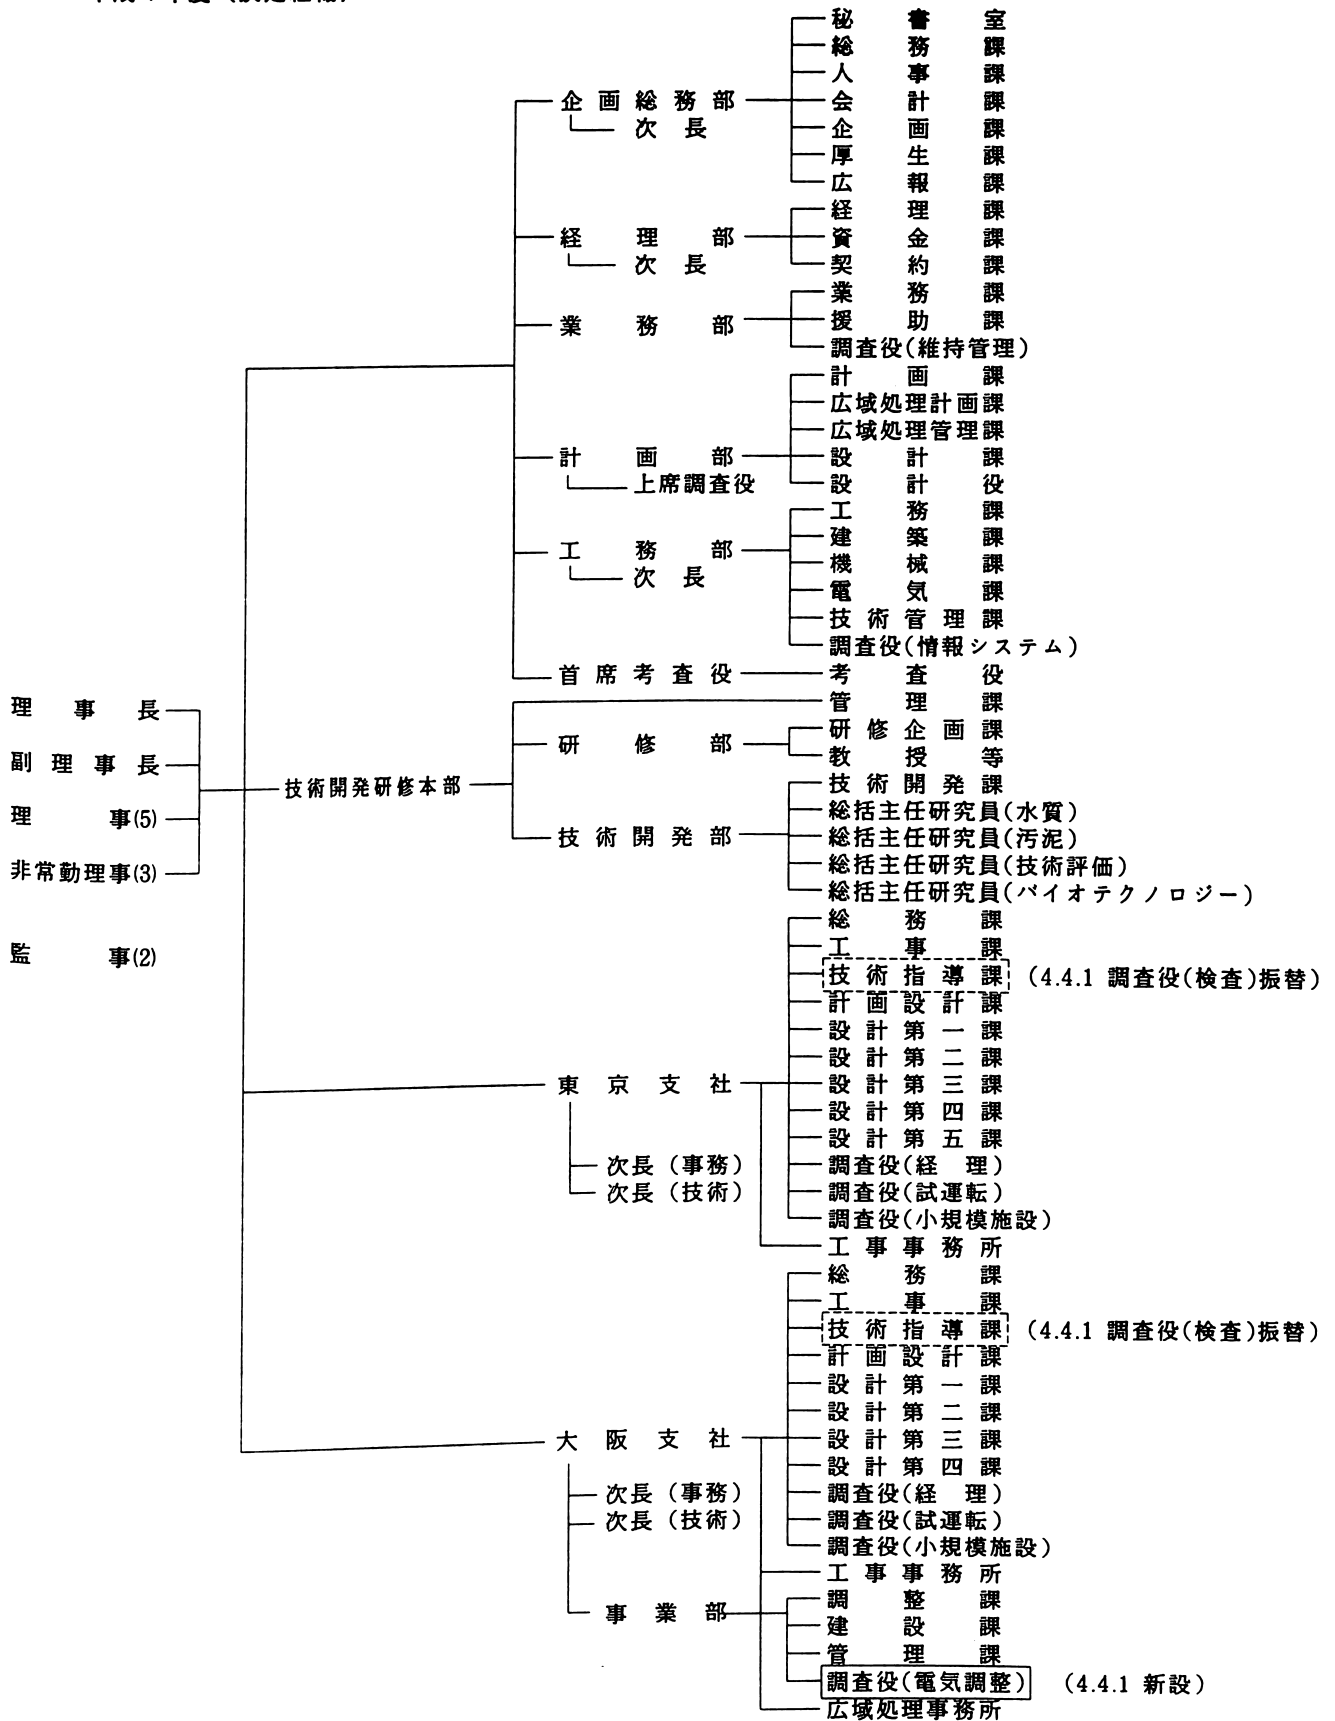 秘書室
総務課
人事課
企画総務部
会計課
次長
企画課
厚生課
広報課
経理課
経理部
資金課
次長
契約課
業務課
業務部
援助課
調査役(維持管理)
計画課
広域処理計画課
広域処理管理課
計画部
設計課
上席調査役
設計役
工務課
建築課
工務部
機械課
次長
電気課
技術管理課
調査役(情報システム)
首席考査役
考査役
理事長
副理事長
理事(5)
非常勤理事(3)
監事(2)
技術開発研修本部
管理課
研修部
研修企画課
教授等
技術開発部
技術開発課
総括主任研究員(水質)
総括主任研究員(汚泥)
総括主任研究員(技術評価)
総括主任研究員(バイオテクノロジー)
総務課
工事課
技術指導課 (4.4.1 調査役(検査)振替)
計画設計課
設計第一課
設計第二課
東京支社
設計第三課
設計第四課
設計第五課
次長(事務)
調査役(経理)
次長(技術)
調査役(試運転)
調査役(小規模施設)
工事事務所
総務課
工事課
技術指導課 (4.4.1 調査役(検査)振替)
計画設計課
設計第一課
設計第二課
大阪支社
設計第三課
設計第四課
次長(事務)
調査役(経理)
次長(技術)
調査役(試運転)
調査役(小規模施設)
工事事務所
事業部
調整課
建設課
管理課
調査役(電気調整) (4.4.1 新設)
広域処理事務所